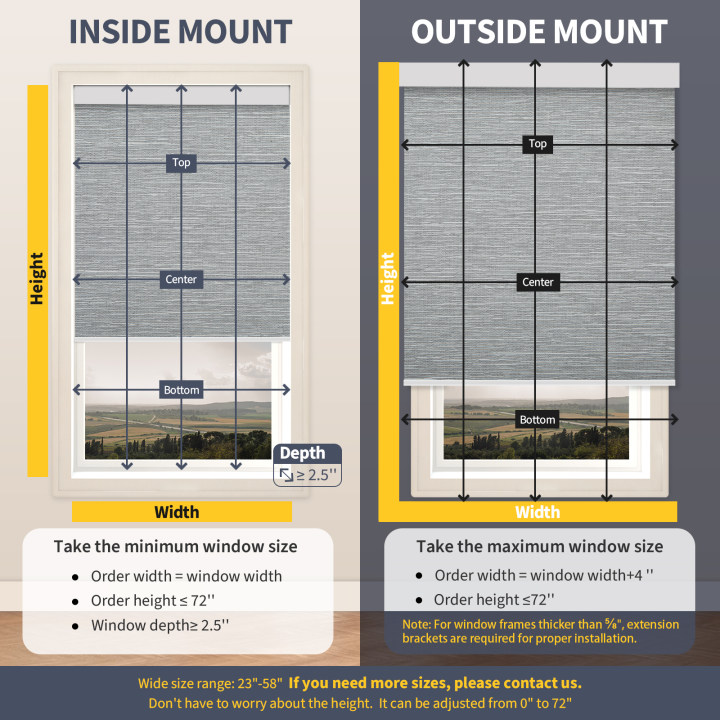 INSIDE MOUNT
Top
Center
Bottom
Height
Depth
≥ 2.5''
Width
Take the minimum window size
• Order width = window width
• Order height ≤ 72''
• Window depth≥ 2.5''
OUTSIDE MOUNT
Top
Center
Bottom
Height
Width
Take the maximum window size
• Order width = window width+4 ''
• Order height ≤72''
Note: For window frames thicker than ⅝", extension
brackets are required for proper installation.
Wide size range: 23"-58" If you need more sizes, please contact us.
Don't have to worry about the height. It can be adjusted from 0" to 72"